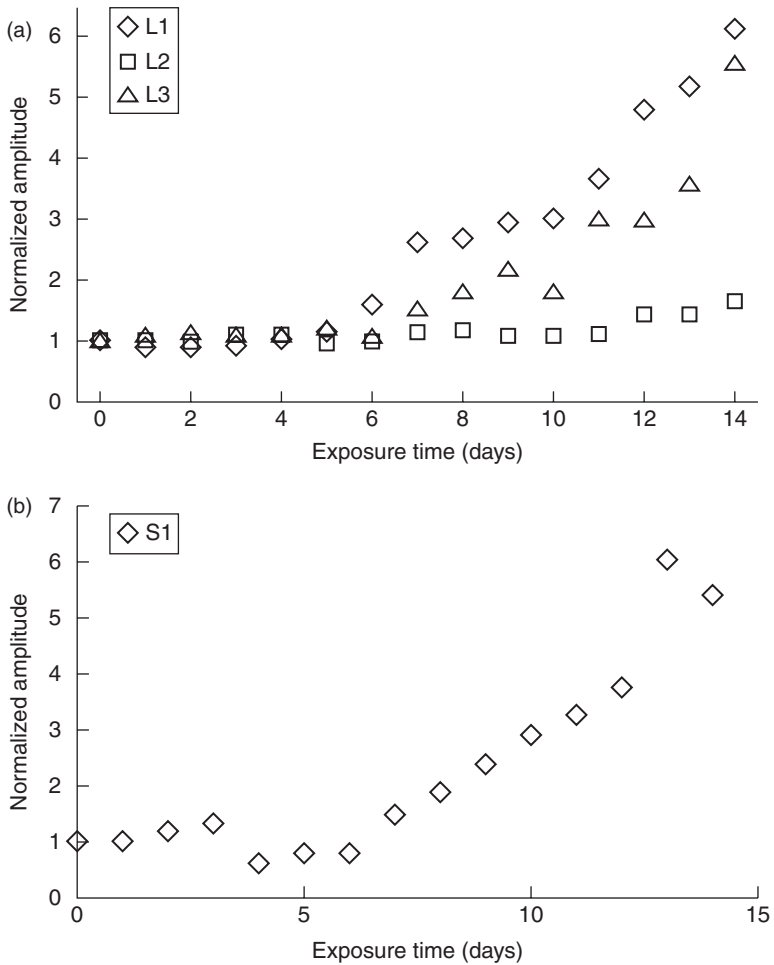 (a)
L1
L2
L3
6
5
4
3
2
1
0
Normalized amplitude
0 2 4 6 8 10 12 14
Exposure time (days)
(b)
S1
7
6
5
4
3
2
1
0
Normalized amplitude
0 5 10 15
Exposure time (days)